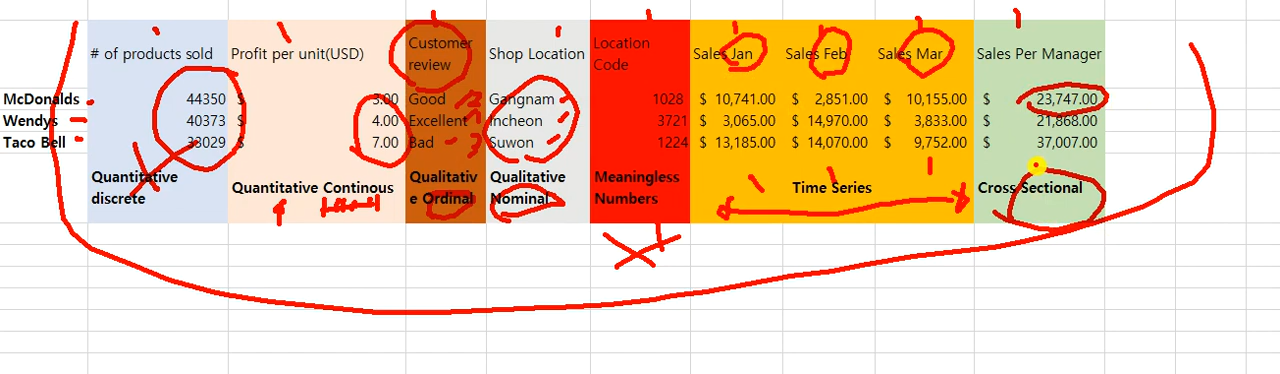 # of products sold Profit per unit(USD) Customer review Shop Location Location Code Sales Jan Sales Feb Sales Mar Sales Per Manager
McDonalds 44350 $ 3.00 Good Gangnam 1028 $ 10,741.00 $ 2,851.00 $ 10,155.00 $ 23,747.00
Wendys 40373 4.00 Excellent Incheon 3721 $ 3,065.00 $ 14,970.00 $ 3,833.00 $ 21,868.00
Taco Bell 33029 $ 7.00 Bad Suwon 1224 $ 13,185.00 $ 14,070.00 $ 9,752.00 $ 37,007.00
Quantitative discrete Quantitative Continous Qualitative Ordinal Qualitative Nominal Meaningless Numbers Time Series Cross Sectional